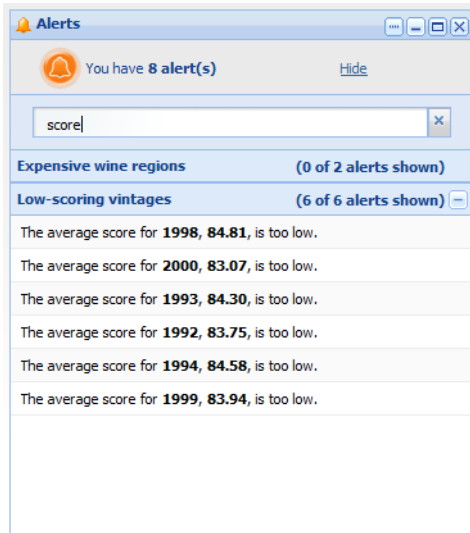 Alerts
You have 8 alert(s) Hide
score
Expensive wine regions (0 of 2 alerts shown)
Low-scoring vintages (6 of 6 alerts shown)
The average score for 1998, 84.81, is too low.
The average score for 2000, 83.07, is too low.
The average score for 1993, 84.30, is too low.
The average score for 1992, 83.75, is too low.
The average score for 1994, 84.58, is too low.
The average score for 1999, 83.94, is too low.